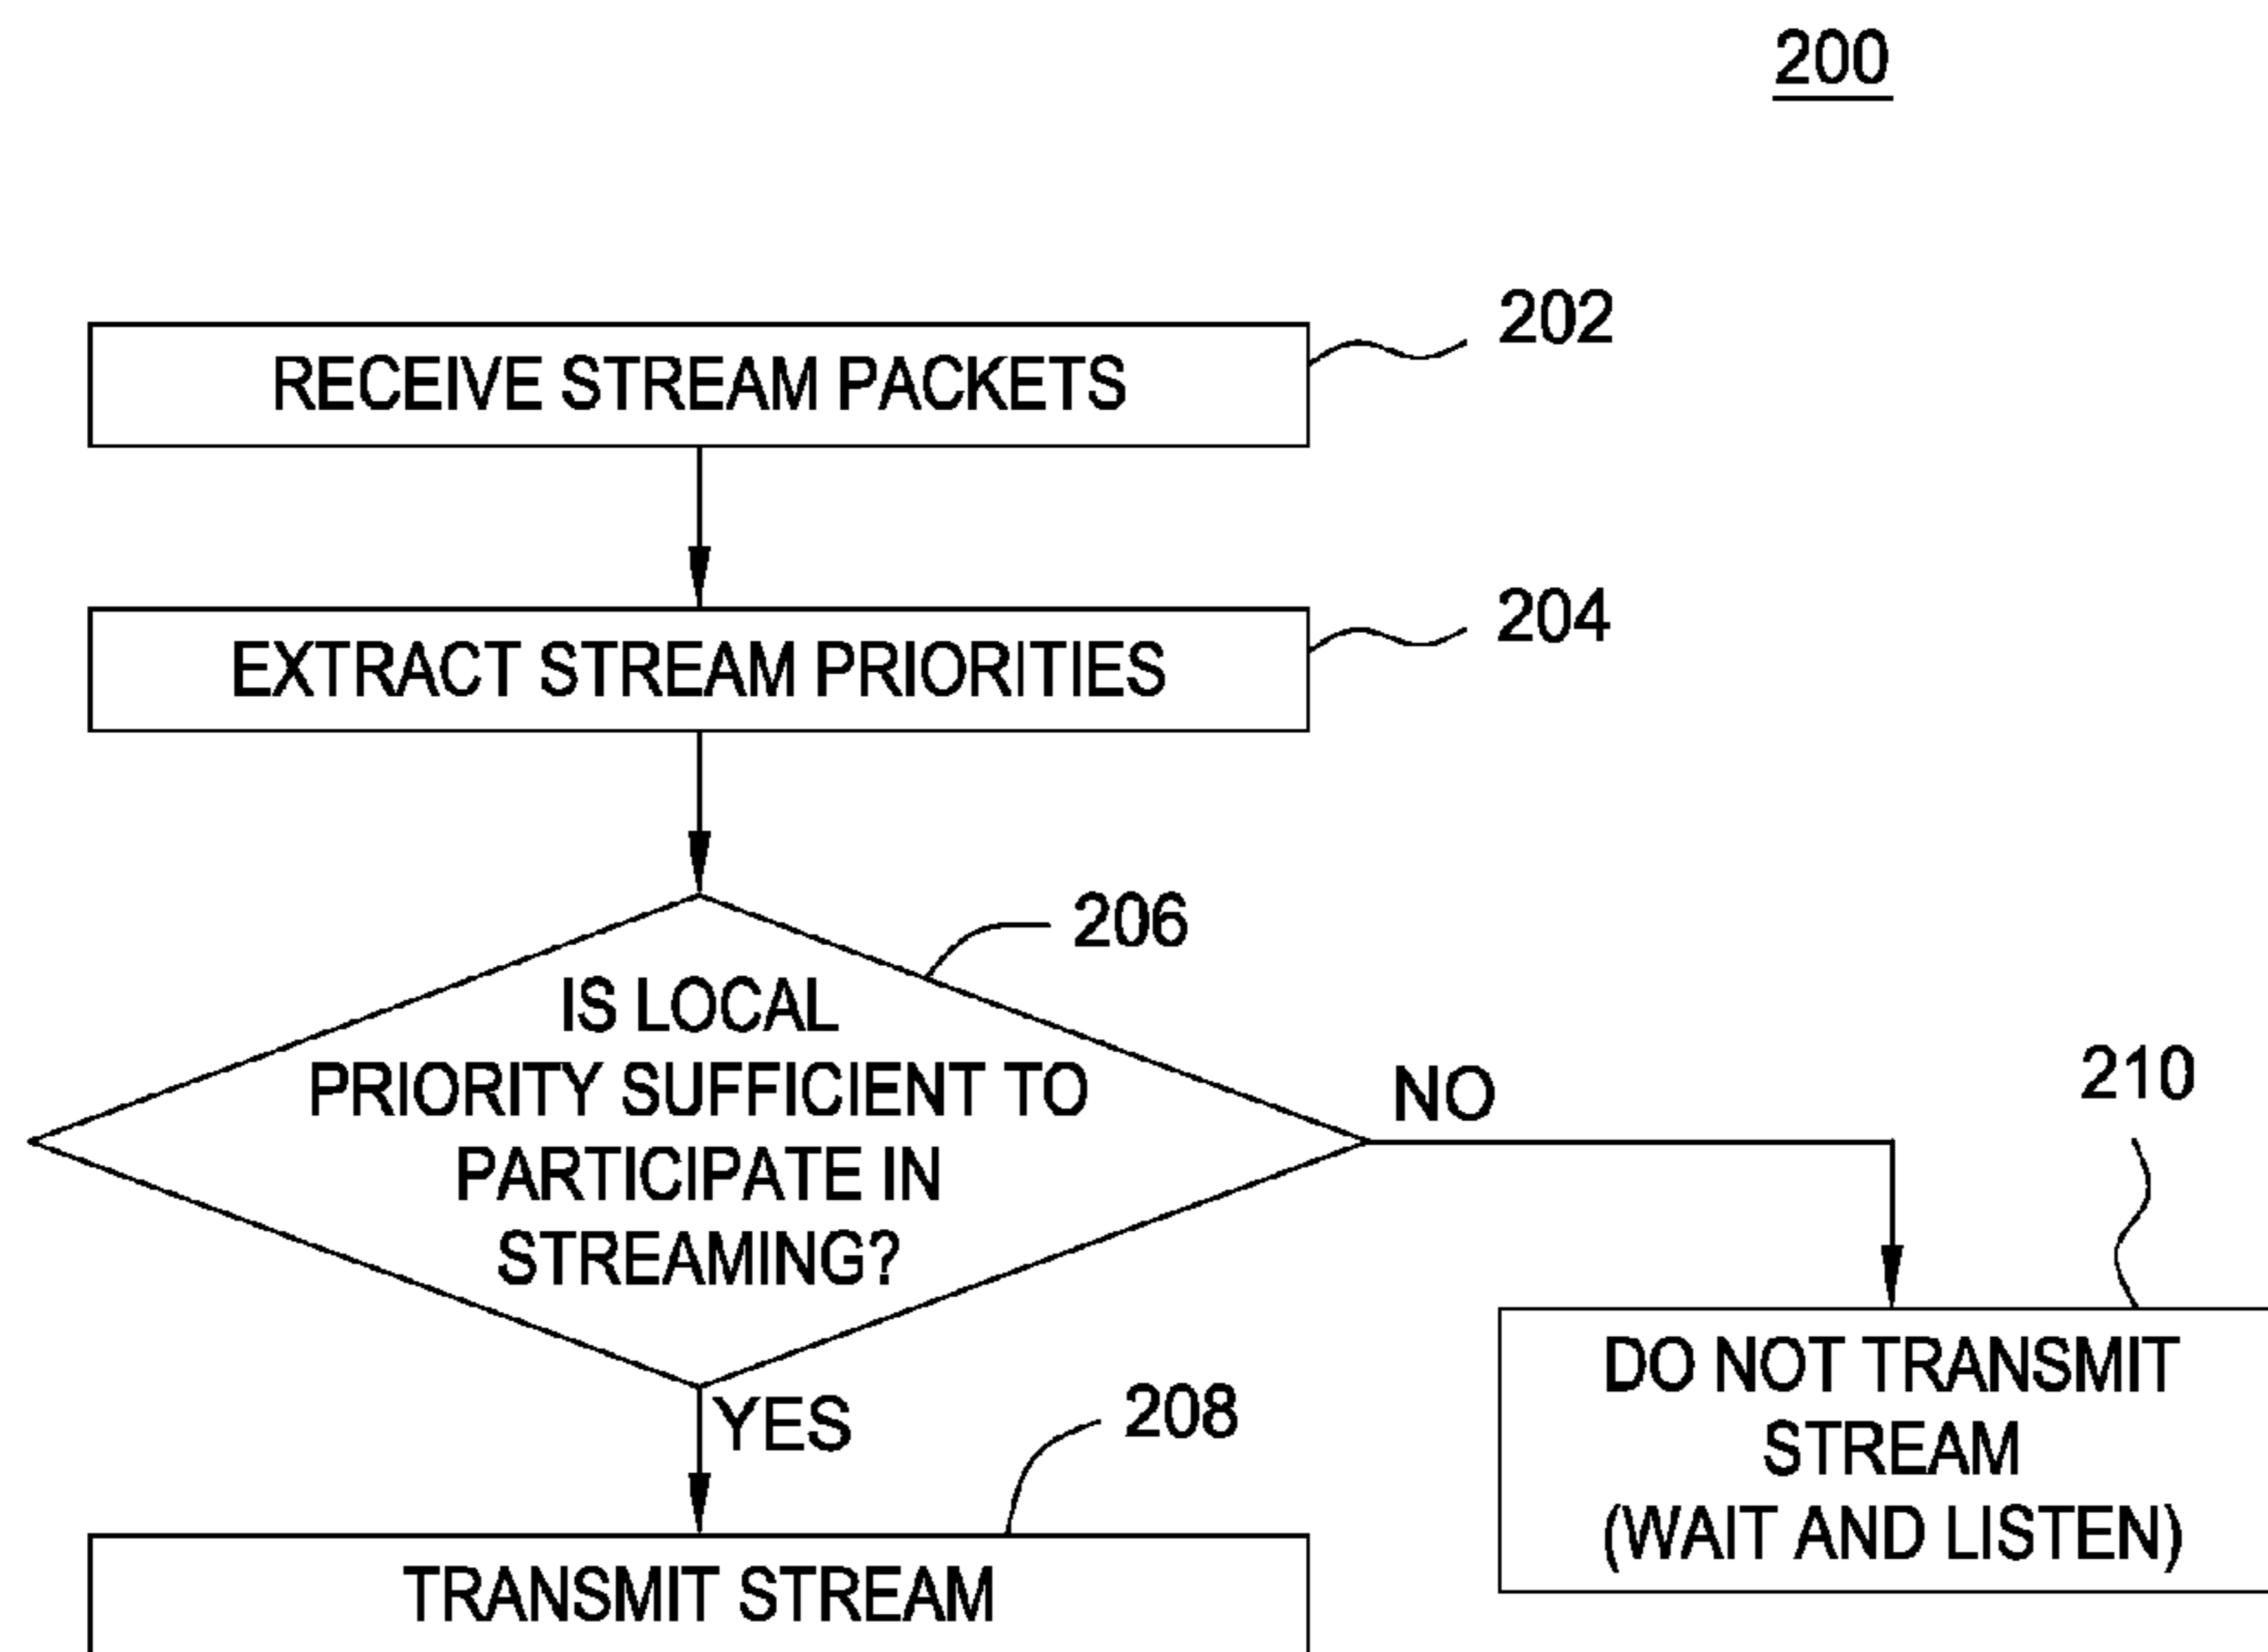 200
RECEIVE STREAM PACKETS
202
EXTRACT STREAM PRIORITIES
204
206
IS LOCAL
PRIORITY SUFFICIENT TO
PARTICIPATE IN
STREAMING?
NO
210
YES
208
DO NOT TRANSMIT
STREAM
(WAIT AND LISTEN)
TRANSMIT STREAM